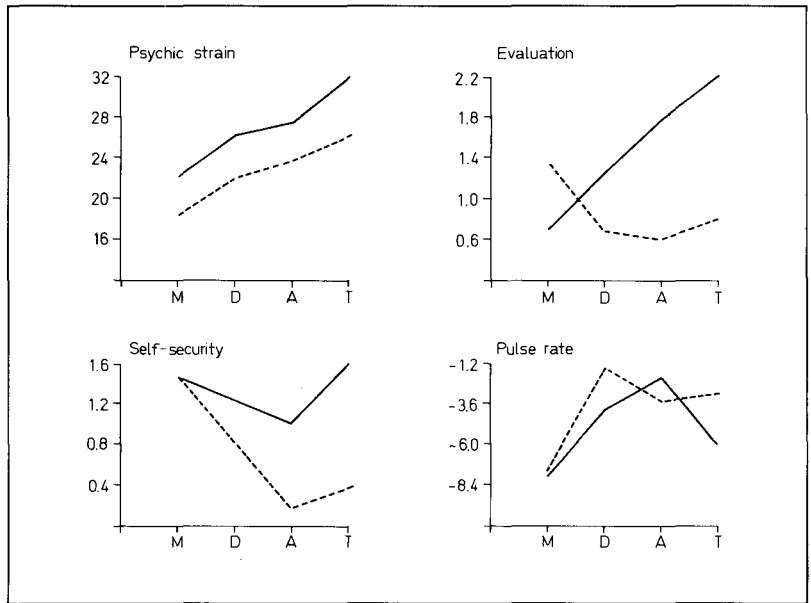 Psychic strain
32
28
24
20
16
M D A T
Evaluation
2.2
1.8
1.4
1.0
0.6
M D A T
Self-security
1.6
1.2
0.8
0.4
M D A T
Pulse rate
-1.2
-3.6
-6.0
-8.4
M D A T